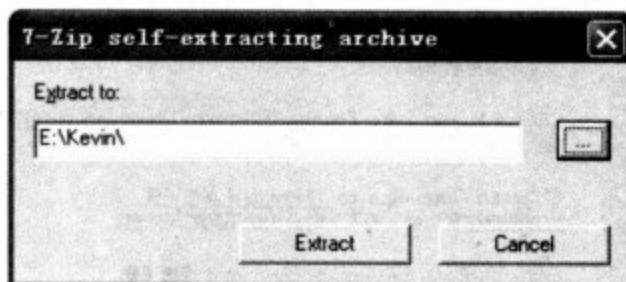 7-Zip self-extracting archive
Extract to:
E:\Kevin\
...
Extract
Cancel